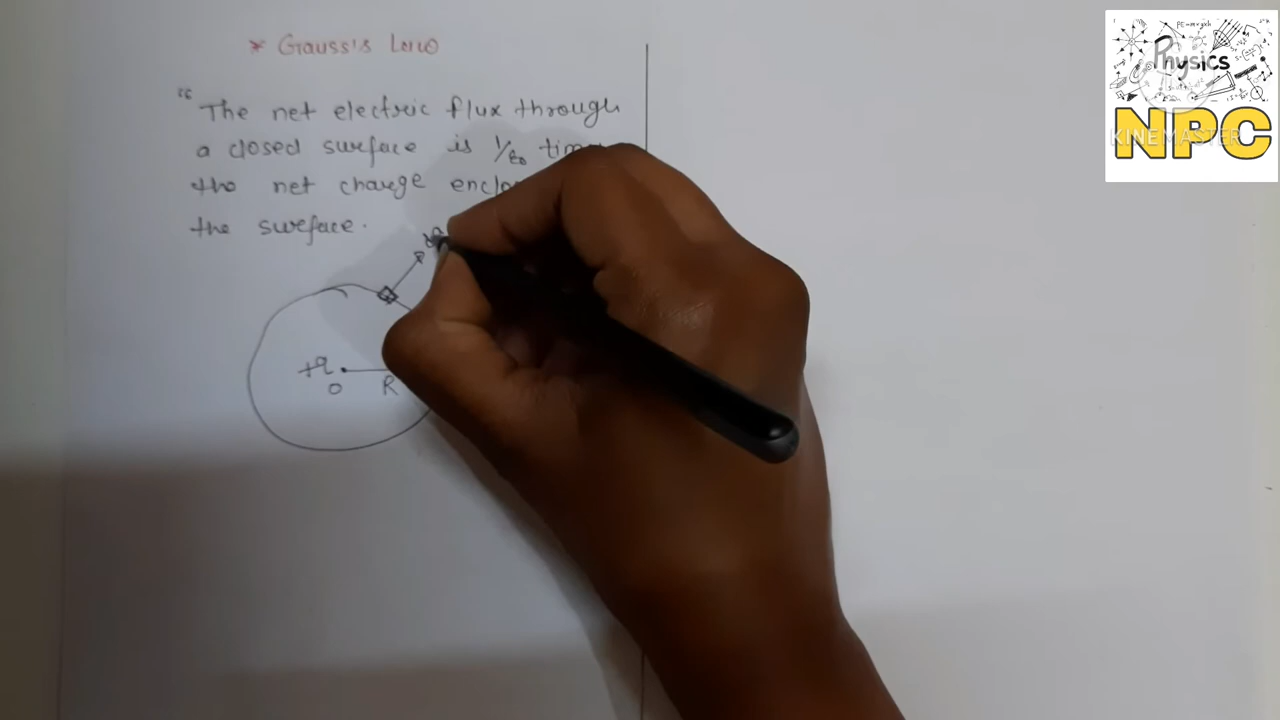 * Gauss's Law
"The net electric flux through
a closed surface is 1/ε₀
the net charge
the surface.
+q
O R
Physics
NPC
KINEMASTER